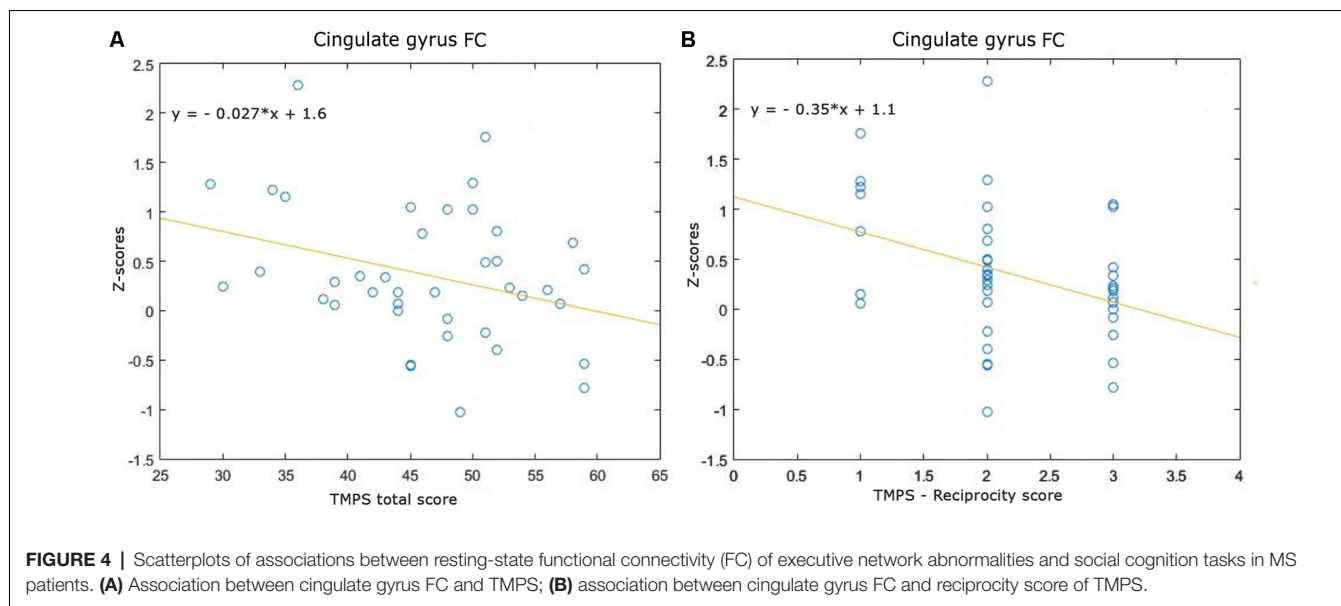 A
Cingulate gyrus FC
y = - 0.027*x + 1.6
Z-scores
2.5
2
1.5
1
0.5
0
-0.5
-1
-1.5
25 30 35 40 45 50 55 60 65
TMPS total score
B
Cingulate gyrus FC
y = - 0.35*x + 1.1
Z-scores
2.5
2
1.5
1
0.5
0
-0.5
-1
-1.5
0 0.5 1 1.5 2 2.5 3 3.5 4
TMPS - Reciprocity score
FIGURE 4 | Scatterplots of associations between resting-state functional connectivity (FC) of executive network abnormalities and social cognition tasks in MS
patients. (A) Association between cingulate gyrus FC and TMPS; (B) association between cingulate gyrus FC and reciprocity score of TMPS.